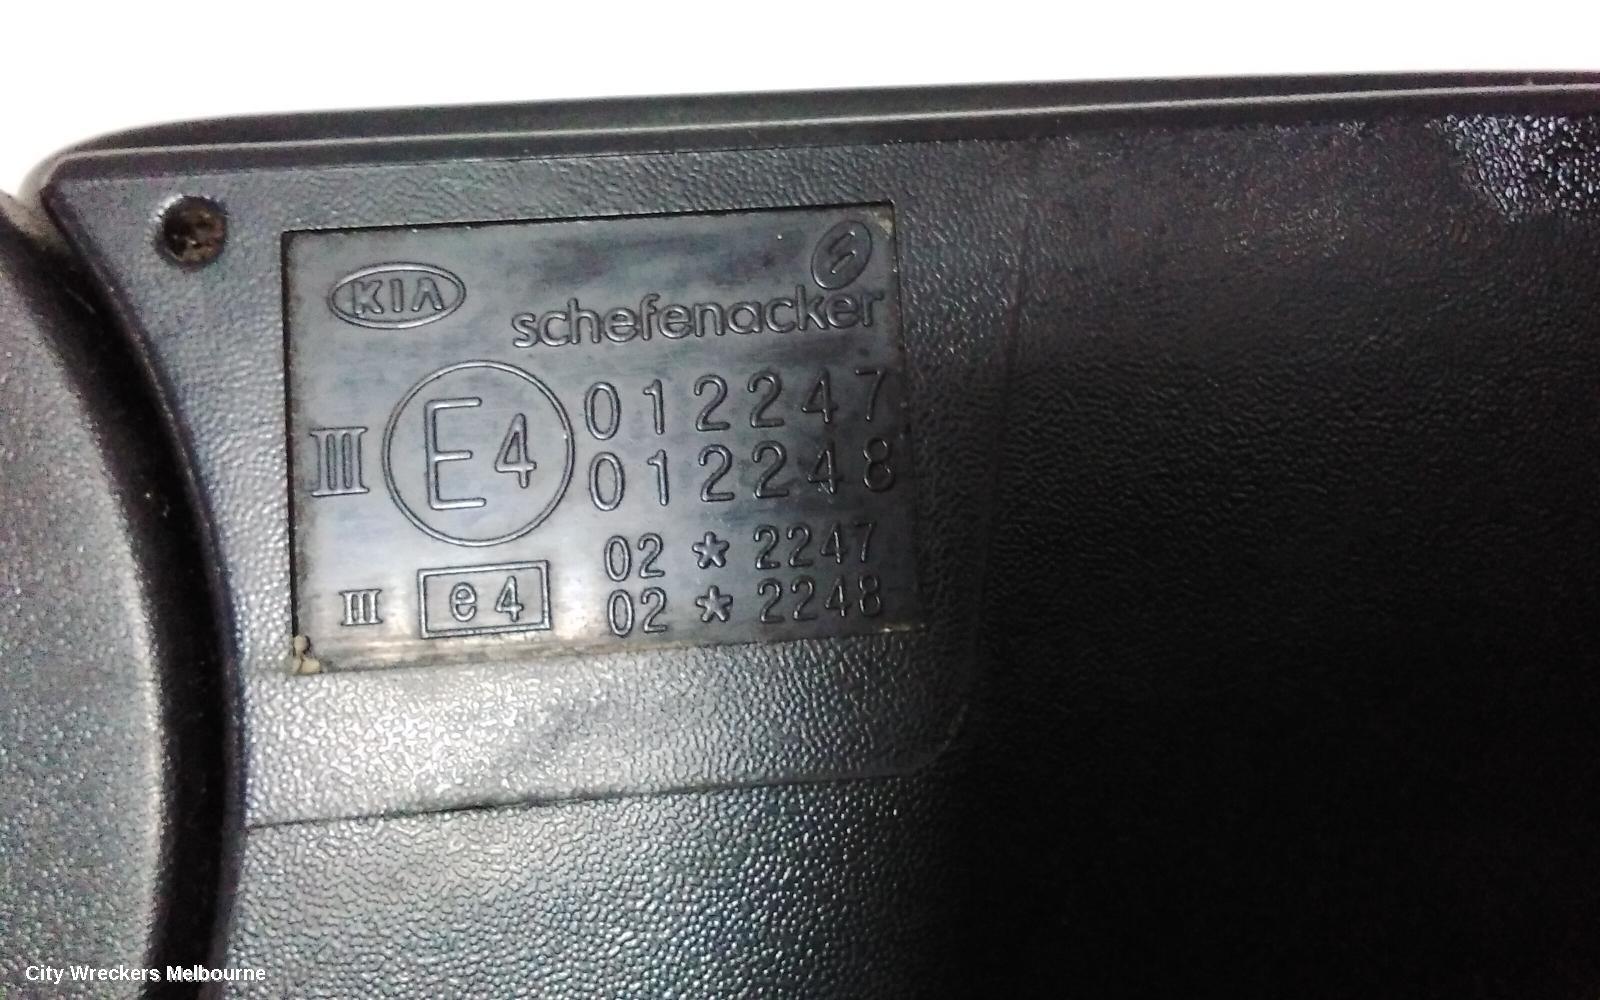 KIA
schefenacker
III E4 012247
012248
02 * 2247
III e4 02 * 2248
City Wreckers Melbourne